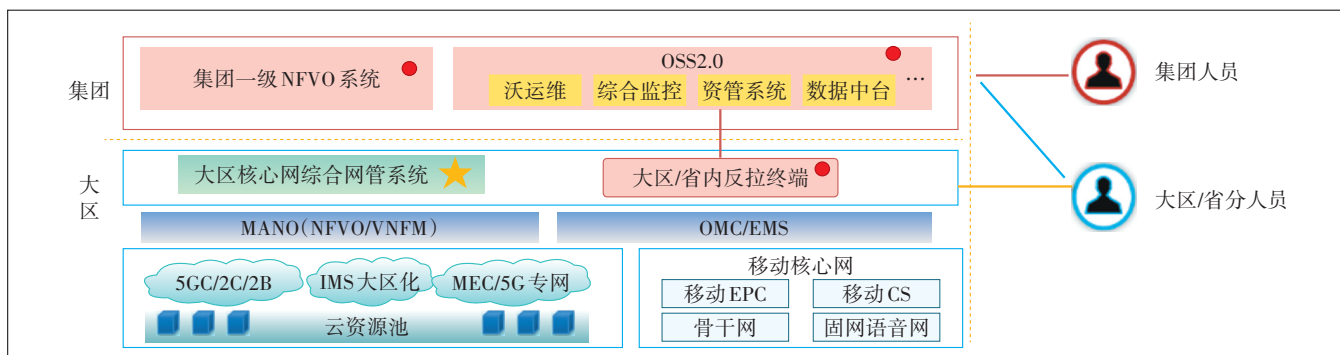 集团
集团一级NFVO系统
OSS2.0
沃运维
综合监控
资管系统
数据中台
…
集团人员
大区
大区核心网综合网管系统
大区/省内反拉终端
大区/省分人员
MANO(NFVO/VNFM)
OMC/EMS
5GC/2C/2B
IMS大区化
MEC/5G专网
云资源池
移动核心网
移动EPC
移动CS
骨干网
固网语音网